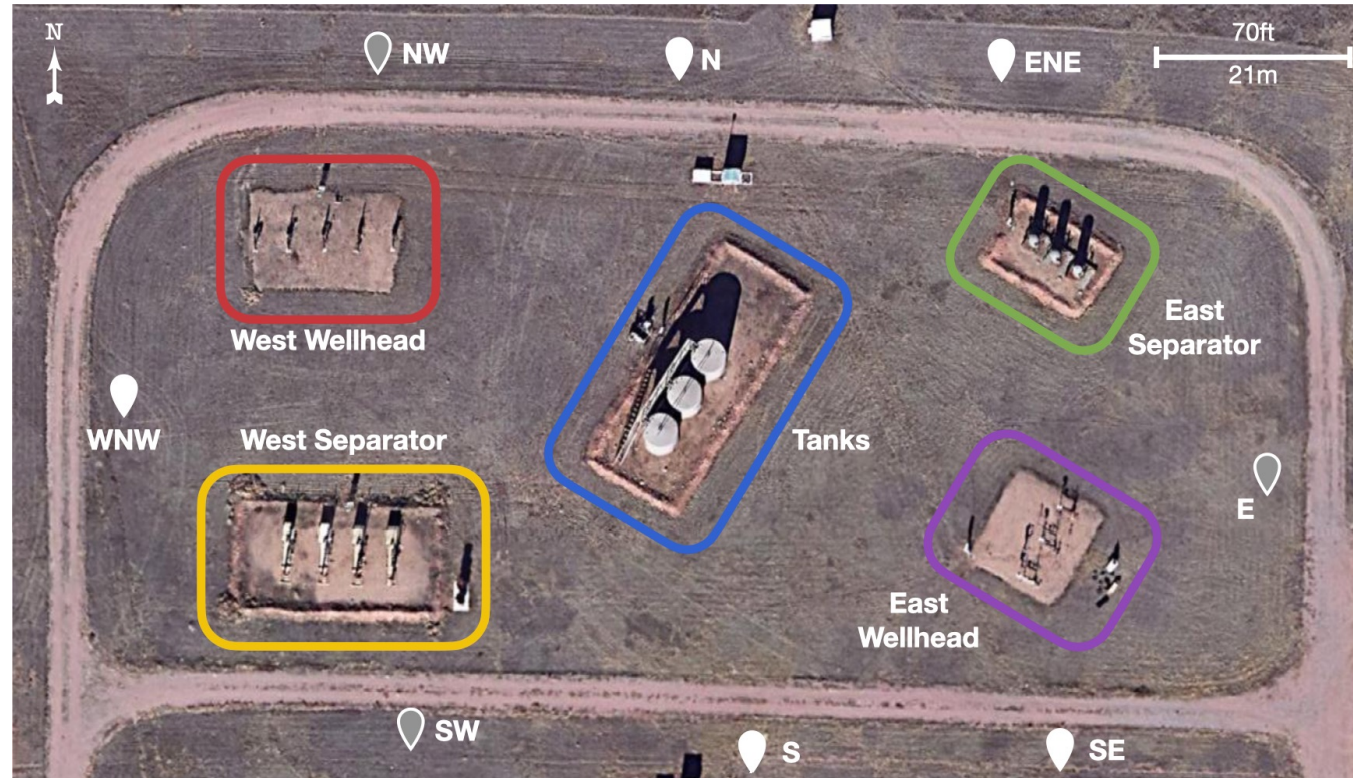 N
NW
N
ENE
70ft
21m
West Wellhead
East
Separator
WNW
West Separator
Tanks
E
East
Wellhead
SW
S
SE